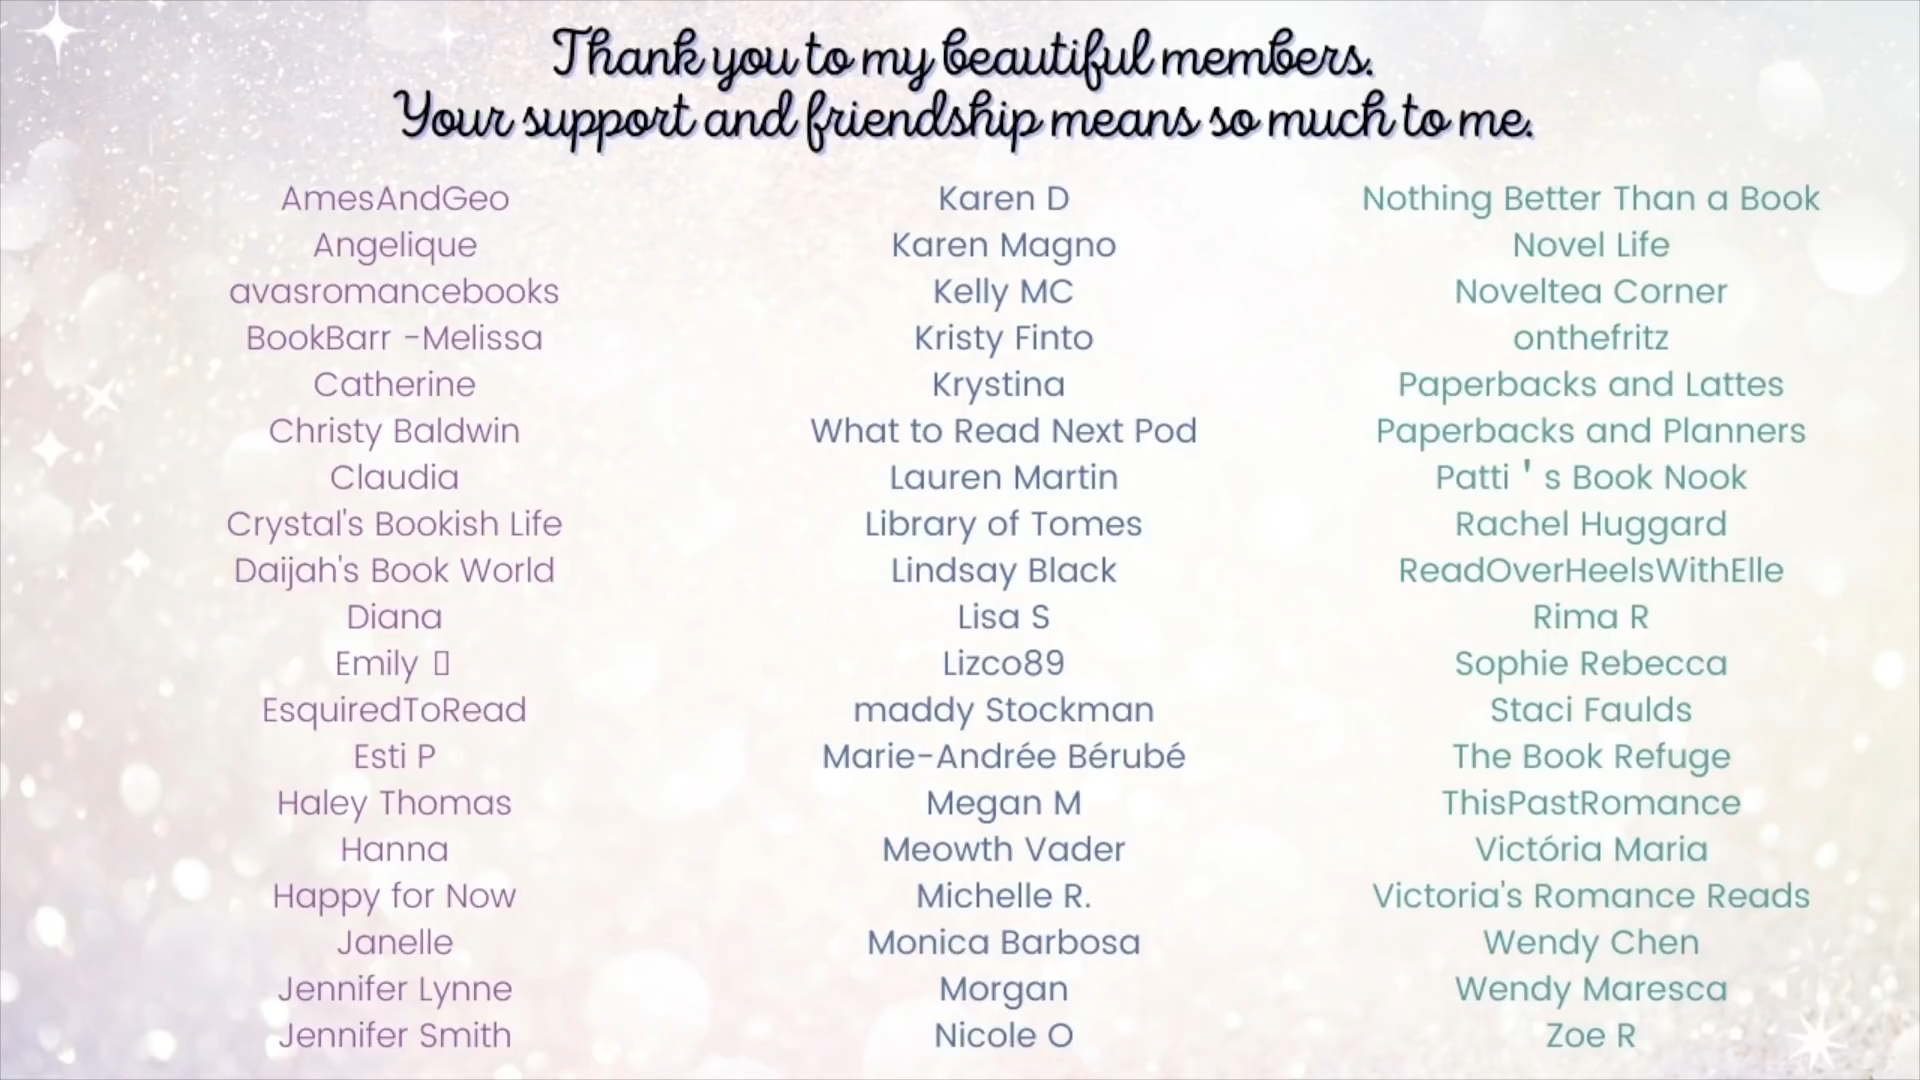 Thank you to my beautiful members.
Your support and friendship means so much to me.
AmesAndGeo
Angelique
avasromancebooks
BookBarr -Melissa
Catherine
Christy Baldwin
Claudia
Crystal's Bookish Life
Daijah's Book World
Diana
Emily
EsquiredToRead
Esti P
Haley Thomas
Hanna
Happy for Now
Janelle
Jennifer Lynne
Jennifer Smith
Karen D
Karen Magno
Kelly MC
Kristy Finto
Krystina
What to Read Next Pod
Lauren Martin
Library of Tomes
Lindsay Black
Lisa S
Lizco89
maddy Stockman
Marie-Andrée Bérubé
Megan M
Meowth Vader
Michelle R.
Monica Barbosa
Morgan
Nicole O
Nothing Better Than a Book
Novel Life
Noveltea Corner
onthefritz
Paperbacks and Lattes
Paperbacks and Planners
Patti ' s Book Nook
Rachel Huggard
ReadOverHeelsWithElle
Rima R
Sophie Rebecca
Staci Faulds
The Book Refuge
ThisPastRomance
Victória Maria
Victoria's Romance Reads
Wendy Chen
Wendy Maresca
Zoe R